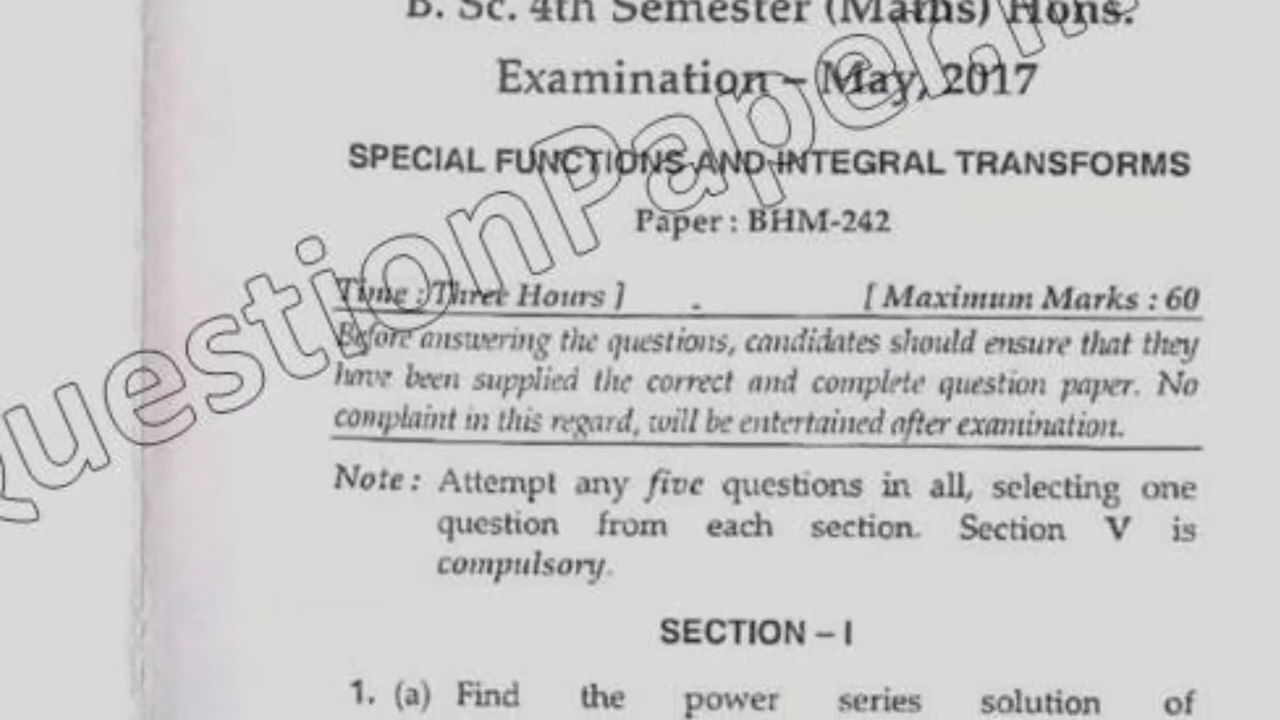 B. Sc. 4th Semester (Maths) Hons.
Examination – May, 2017
SPECIAL FUNCTIONS AND INTEGRAL TRANSFORMS
Paper : BHM-242
Time : Three Hours ] [ Maximum Marks : 60
Before answering the questions, candidates should ensure that they
have been supplied the correct and complete question paper. No
complaint in this regard, will be entertained after examination.
Note : Attempt any five questions in all, selecting one
question from each section. Section V is
compulsory.
SECTION – I
1. (a) Find the power series solution of
QuestionPaper.